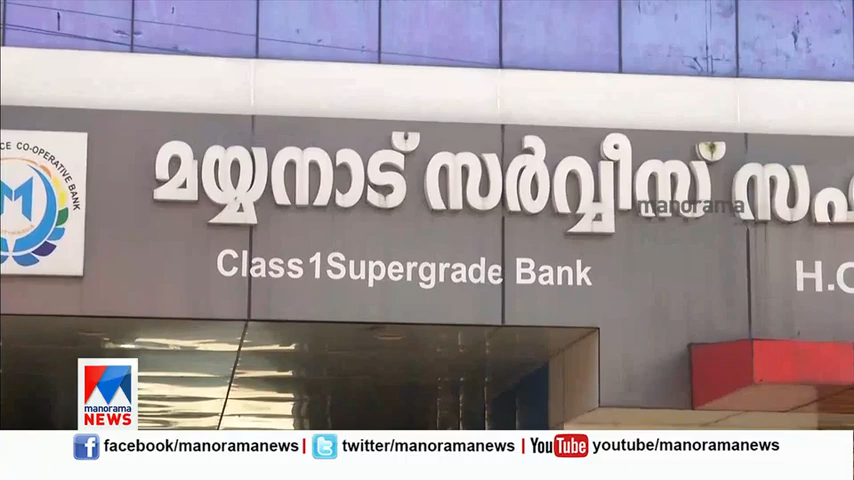 മയ്യനാട് സർവ്വീസ് സഹ
CE CO-OPERATIVE BANK
M
Class1Supergrade Bank
H.O
manorama
manorama
NEWS
facebook/manoramanews | twitter/manoramanews | YouTube youtube/manoramanews